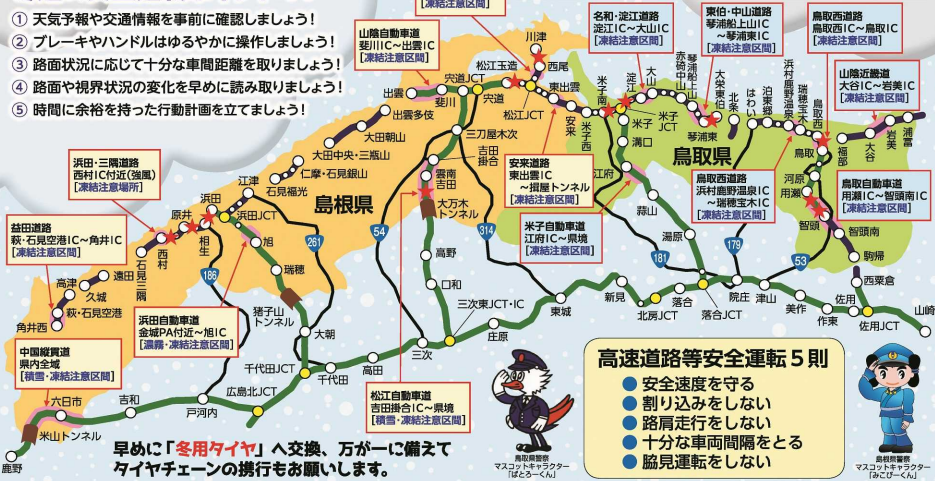 ① 天気予報や交通情報を事前に確認しましょう!
② ブレーキやハンドルはゆるやかに操作しましょう!
③ 路面状況に応じて十分な車間距離を取りましょう!
④ 路面や視界状況の変化を早めに読み取りましょう!
⑤ 時間に余裕を持った行動計画を立てましょう!
[凍結注意区間]
山陰自動車道
斐川IC~出雲IC
[凍結注意区間]
名和・淀江道路
淀江IC~大山IC
[凍結注意区間]
東伯・中山道路
琴浦船上山IC
~琴浦東IC
[凍結注意区間]
鳥取西道路
鳥取西IC~鳥取IC
[凍結注意区間]
山陰近畿道
大谷IC~岩美IC
[凍結注意区間]
浜田・三隅道路
西村IC付近(強風)
[凍結注意場所]
益田道路
萩・石見空港IC~角井IC
[凍結注意区間]
安来道路
東出雲IC
~揖屋トンネル
[凍結注意区間]
米子自動車道
江府IC~県境
[凍結注意区間]
鳥取西道路
浜村鹿野温泉IC
~瑞穂宝木IC
[凍結注意区間]
鳥取自動車道
用瀬IC~智頭南IC
[凍結注意区間]
浜田自動車道
金城PA付近~旭IC
[濃霧・凍結注意区間]
中国縦貫道
県内全域
[積雪・凍結注意区間]
松江自動車道
吉田掛合IC~県境
[積雪・凍結注意区間]
島根県
鳥取県
川津
西尾
松江玉造
宍道JCT
宍道
松江JCT
東出雲
出雲
斐川
出雲多伎
大田朝山
大田中央・三瓶山
仁摩・石見銀山
石見福光
江津
浜田
浜田JCT
原井
相生
西村
石見三隅
遠田
高津
久城
萩・石見空港
角井西
旭
瑞穂
猪子山
トンネル
大朝
三刀屋木次
吉田
掛合
雲南
吉田
大万木
トンネル
高野
口和
三次東JCT・IC
三次
庄原
東城
新見
北房JCT
落合
落合JCT
院庄
津山
美作
作東
佐用
佐用JCT
山崎
安来
米子西
米子南
米子
米子
JCT
淀江
大山
赤碕中山
琴浦船上山
琴浦東
大栄東伯
北条
はわい
泊東郷
浜村鹿野温泉
瑞穂宝木
鳥取西
鳥取
福部
大谷
岩美
浦富
溝口
江府
蒜山
湯原
河原
用瀬
智頭
智頭南
駒帰
西粟倉
186
261
54
314
181
179
53
六日市
米山トンネル
鹿野
吉和
戸河内
広島北JCT
千代田JCT
千代田
高田
早めに「冬用タイヤ」へ交換、万が一に備えて
タイヤチェーンの携行もお願いします。
鳥取県警察
マスコットキャラクター
「ぱとろーくん」
高速道路等安全運転5則
● 安全速度を守る
● 割り込みをしない
● 路肩走行をしない
● 十分な車両間隔をとる
● 脇見運転をしない
島根県警察
マスコットキャラクター
「みこぴーくん」